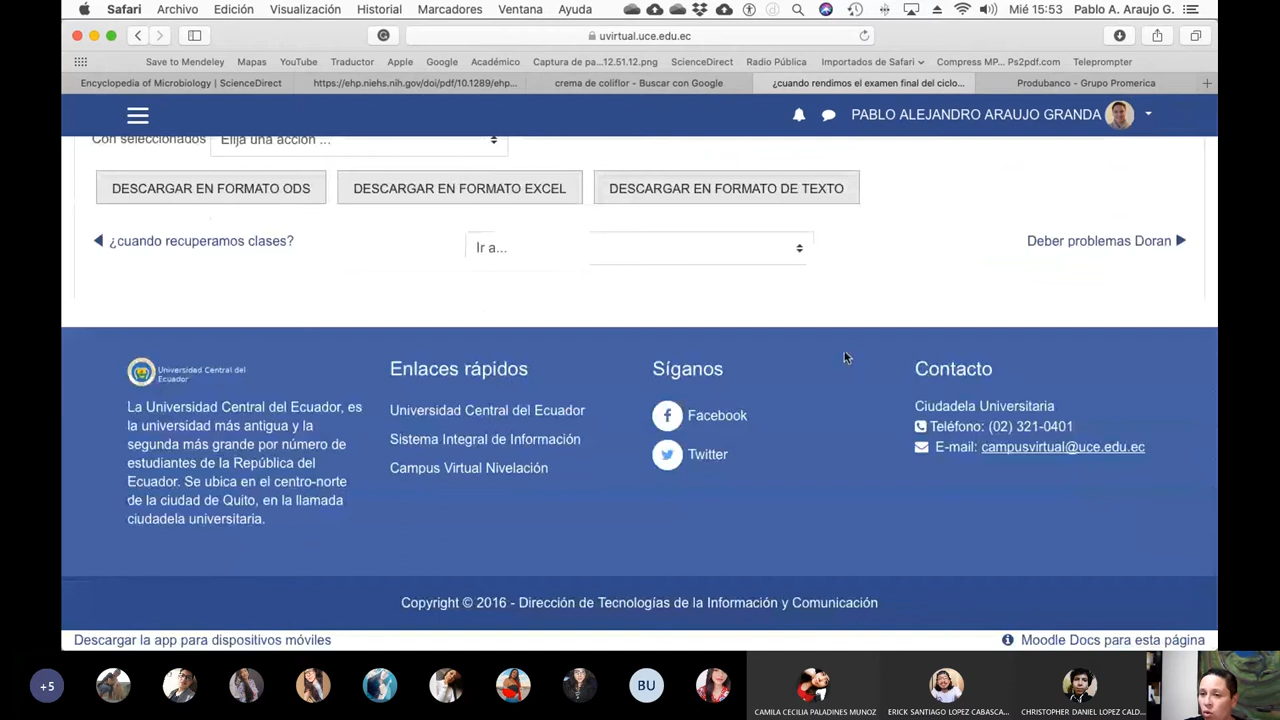 Safari Archivo Edición Visualización Historial Marcadores Ventana Ayuda Mié 15:53 Pablo A. Araujo G.
uvirtual.uce.edu.ec
Save to Mendeley Mapas YouTube Traductor Apple Google Académico Captura de pa...12.51.12.png ScienceDirect Radio Pública Importados de Safari Compress MP... Ps2pdf.com Teleprompter
Encyclopedia of Microbiology | ScienceDirect https://ehp.niehs.nih.gov/doi/pdf/10.1289/ehp... crema de coliflor - Buscar con Google ¿cuando rendimos el examen final del ciclo... Produbanco - Grupo Promerica
PABLO ALEJANDRO ARAUJO GRANDA
Con seleccionados Elija una acción ...
DESCARGAR EN FORMATO ODS DESCARGAR EN FORMATO EXCEL DESCARGAR EN FORMATO DE TEXTO
¿cuando recuperamos clases? Ir a... Deber problemas Doran
Universidad Central del
Ecuador
Enlaces rápidos Síganos Contacto
La Universidad Central del Ecuador, es
la universidad más antigua y la
segunda más grande por número de
estudiantes de la República del
Ecuador. Se ubica en el centro-norte
de la ciudad de Quito, en la llamada
ciudadela universitaria.
Universidad Central del Ecuador
Sistema Integral de Información
Campus Virtual Nivelación
Facebook
Twitter
Ciudadela Universitaria
Teléfono: (02) 321-0401
E-mail: campusvirtual@uce.edu.ec
Copyright © 2016 - Dirección de Tecnologías de la Información y Comunicación
Descargar la app para dispositivos móviles Moodle Docs para esta página
+5 BU
CAMILA CECILIA PALADINES MUNOZ ERICK SANTIAGO LOPEZ CABASCA... CHRISTOPHER DANIEL LOPEZ CALD...